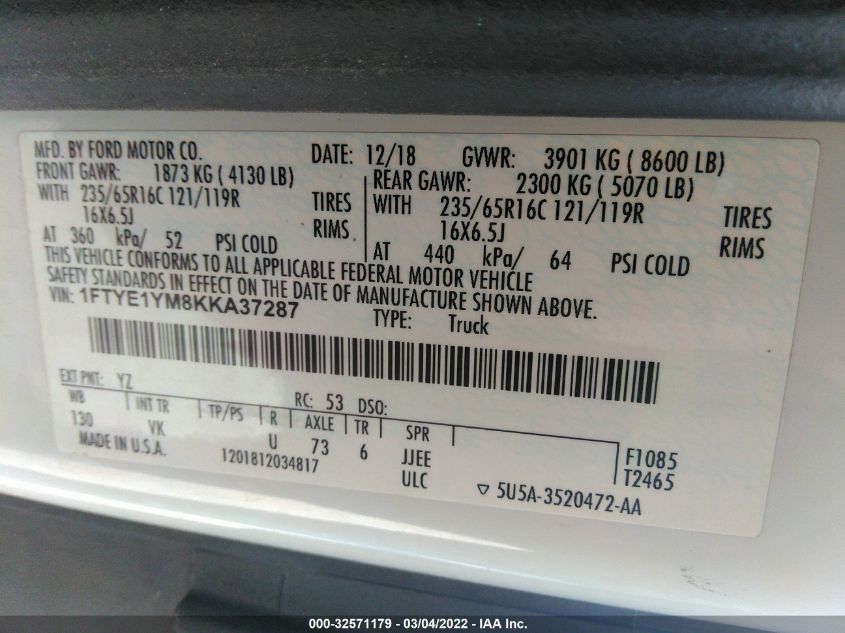 MFD. BY FORD MOTOR CO. DATE: 12/18 GVWR: 3901 KG ( 8600 LB)
FRONT GAWR: 1873 KG ( 4130 LB) REAR GAWR: 2300 KG ( 5070 LB)
WITH 235/65R16C 121/119R TIRES WITH 235/65R16C 121/119R TIRES
16X6.5J RIMS 16X6.5J RIMS
AT 360 kPa/ 52 PSI COLD AT 440 kPa/ 64 PSI COLD
THIS VEHICLE CONFORMS TO ALL APPLICABLE FEDERAL MOTOR VEHICLE
SAFETY STANDARDS IN EFFECT ON THE DATE OF MANUFACTURE SHOWN ABOVE.
VIN: 1FTYE1YM8KKA37287
TYPE: Truck
EXT PNT: YZ RC: 53 DSO:
WB INT TR TP/PS R AXLE TR SPR
130 VK U 73 6 JJEE F1085
MADE IN U.S.A. 1201812034817 ULC T2465
▽ 5U5A-3520472-AA
000-32571179 - 03/04/2022 - IAA Inc.